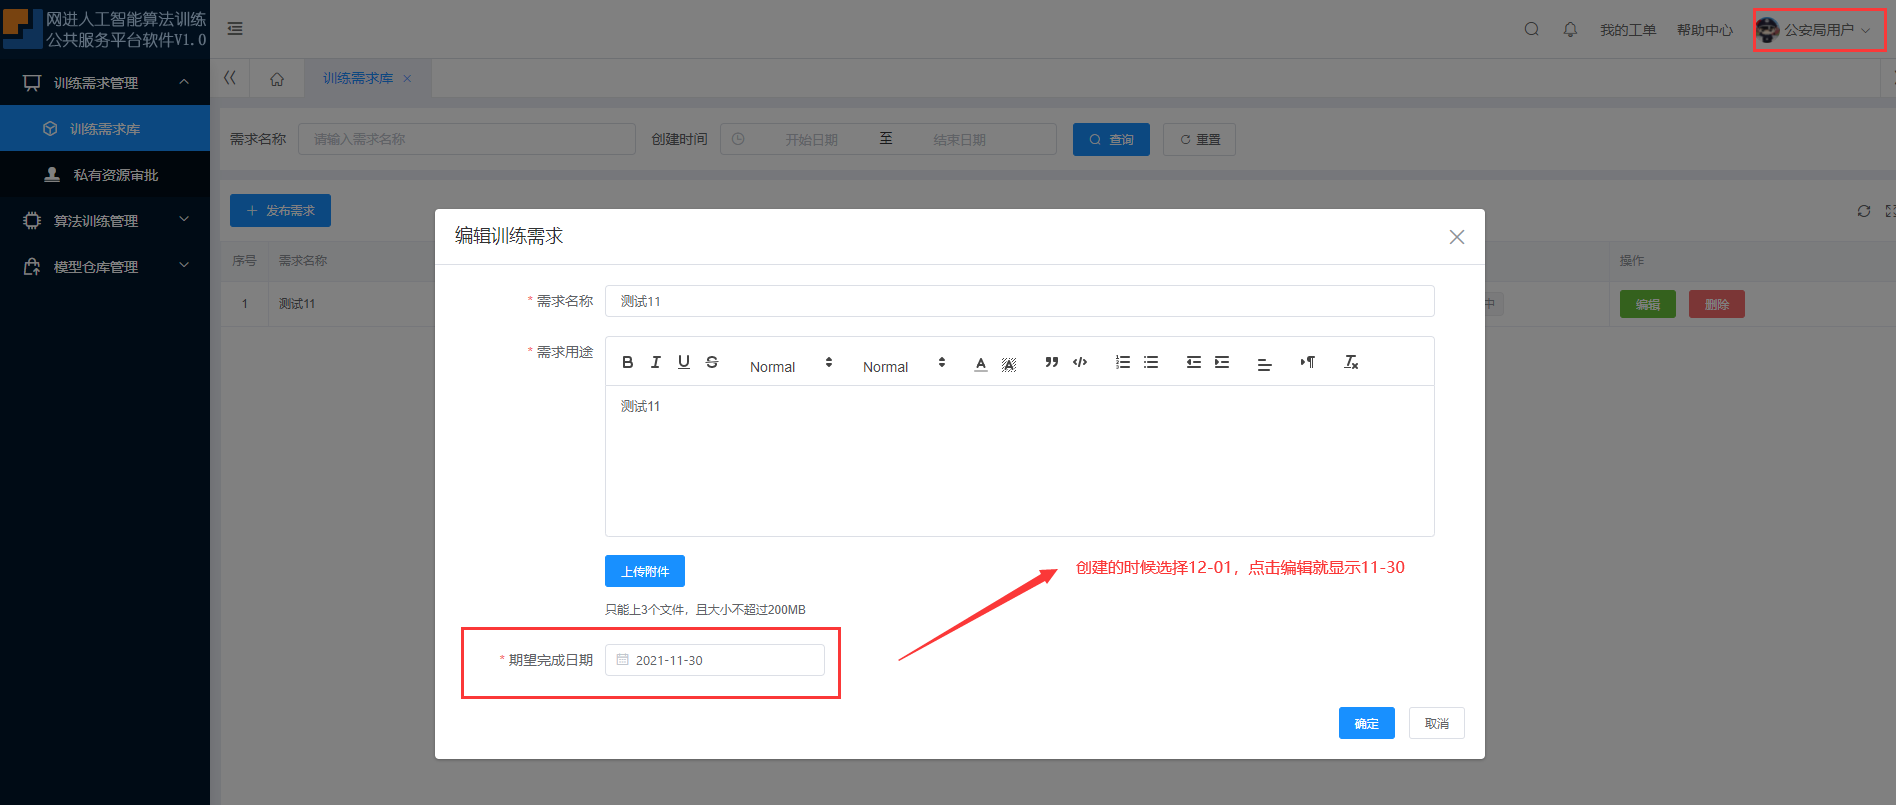 网进人工智能算法训练
公共服务平台软件V1.0
我的工单 帮助中心 公安局用户
训练需求管理
训练需求库
私有资源审批
算法训练管理
模型仓库管理
训练需求库
需求名称 请输入需求名称 创建时间 开始日期 至 结束日期 查询 重置
发布需求
序号 需求名称 操作
1 测试11 中 编辑 删除
编辑训练需求
* 需求名称 测试11
* 需求用途 Normal Normal
测试11
上传附件
只能上3个文件，且大小不超过200MB
* 期望完成日期 2021-11-30
创建的时候选择12-01，点击编辑就显示11-30
确定 取消